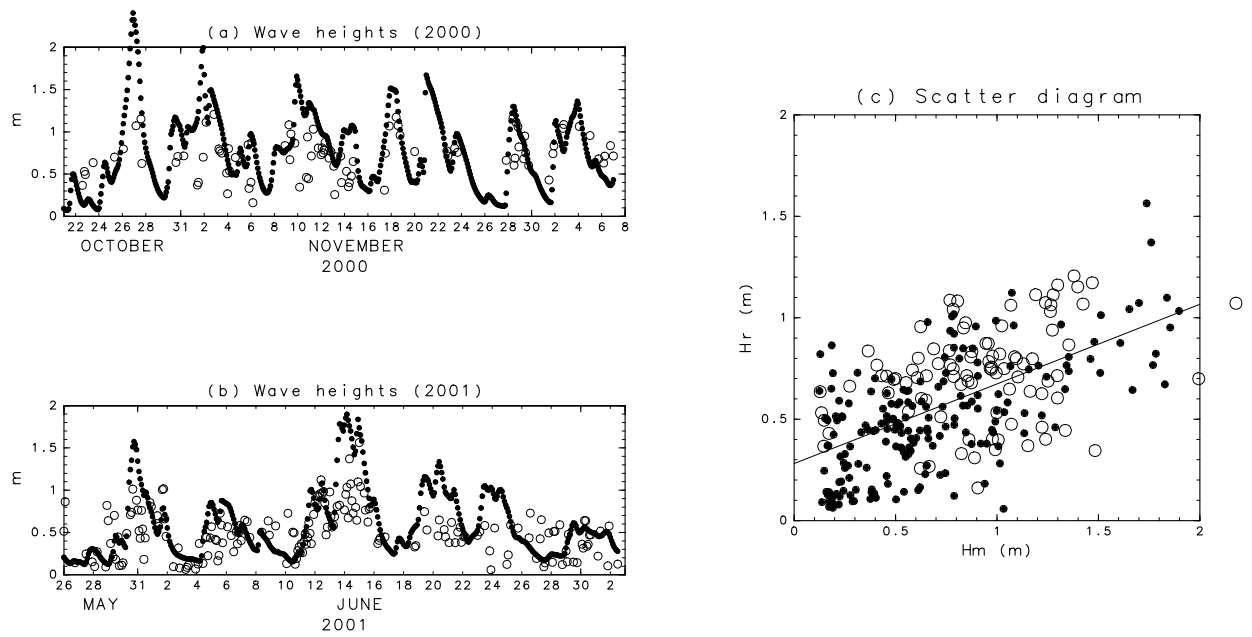 (a) Wave heights (2000)
2
1.5
1
0.5
0
m
22 24 26 28 31 2 4 6 8 10 12 14 16 18 20 22 24 26 28 30 2 4 6 8
OCTOBER NOVEMBER
2000
(b) Wave heights (2001)
2
1.5
1
0.5
0
m
26 28 31 2 4 6 8 10 12 14 16 18 20 22 24 26 28 30 2
MAY JUNE
2001
(c) Scatter diagram
2
1.5
1
0.5
0
Hr (m)
0 0.5 1 1.5 2
Hm (m)